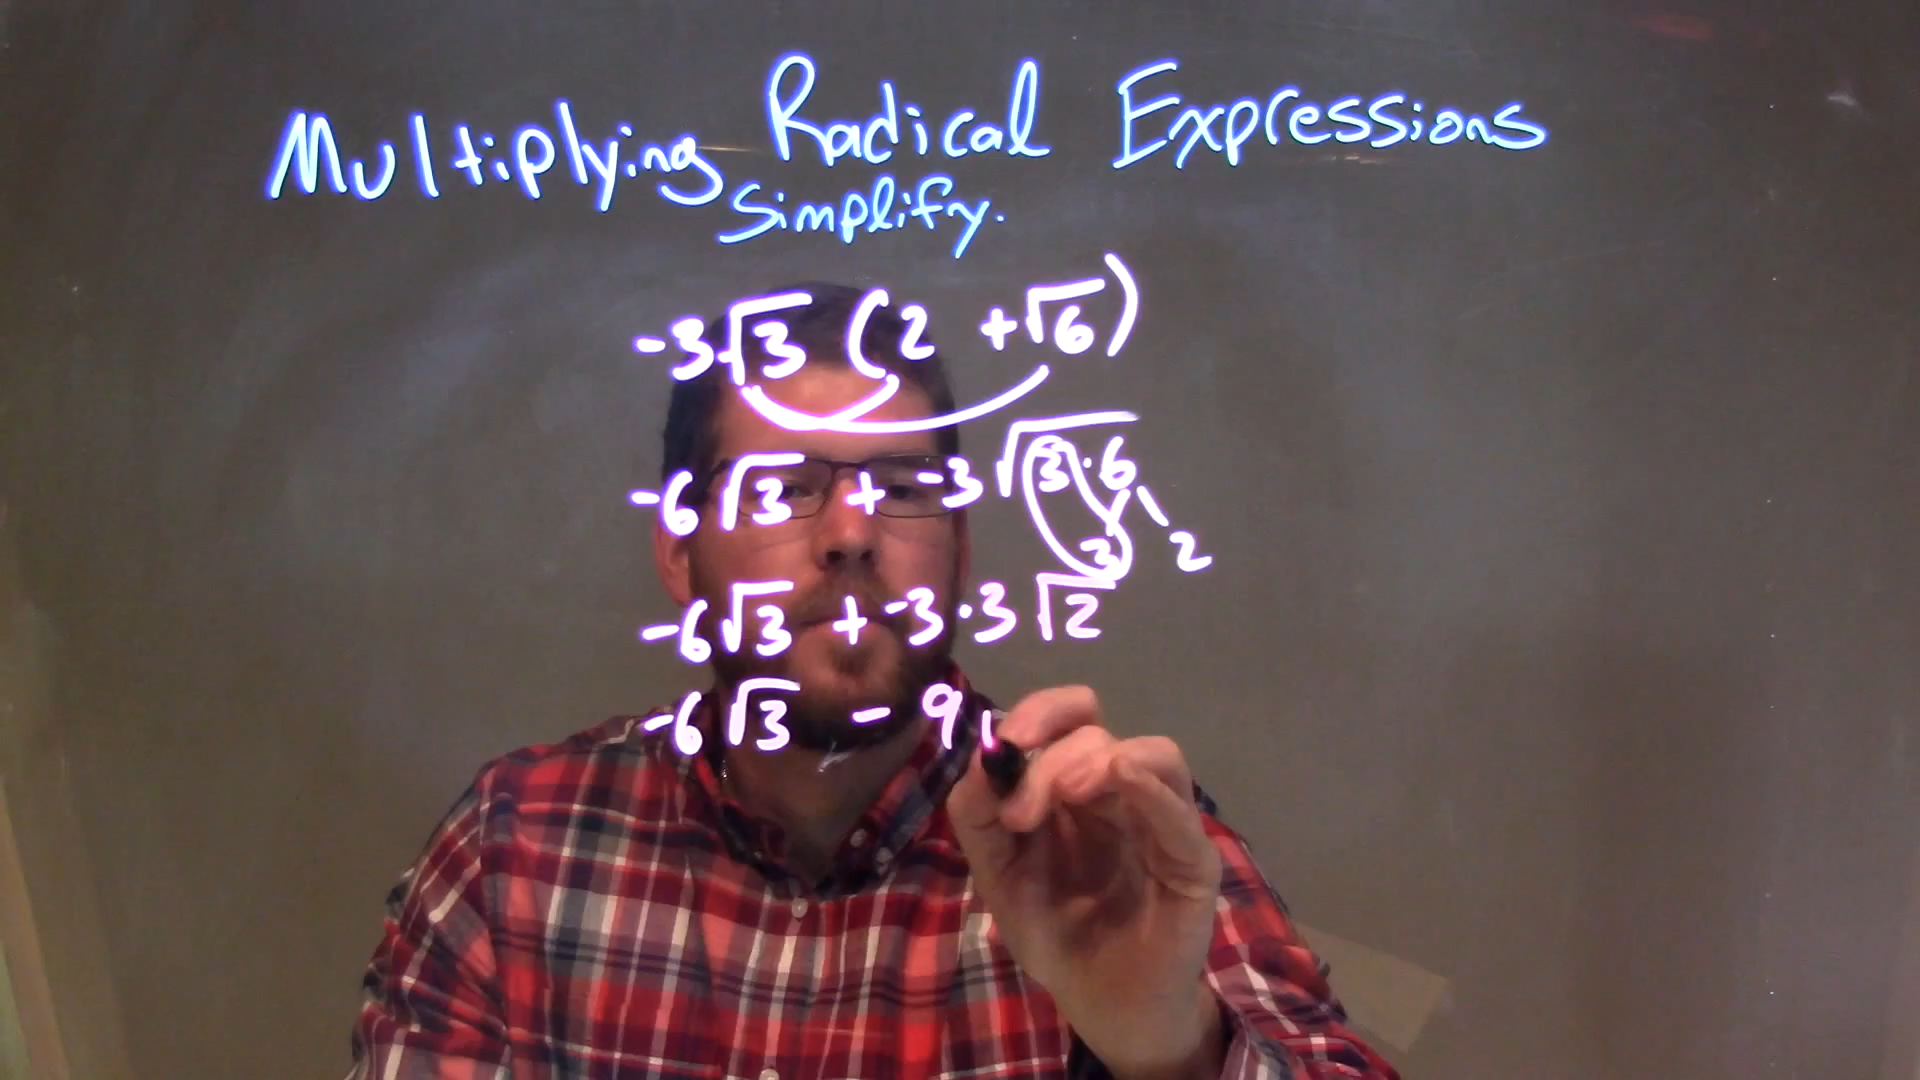 Multiplying Radical Expressions
Simplify.
-3√3 (2 +√6)
-6√3 + -3√3·6
3 2
-6√3 + -3·3√2
-6√3 - 9